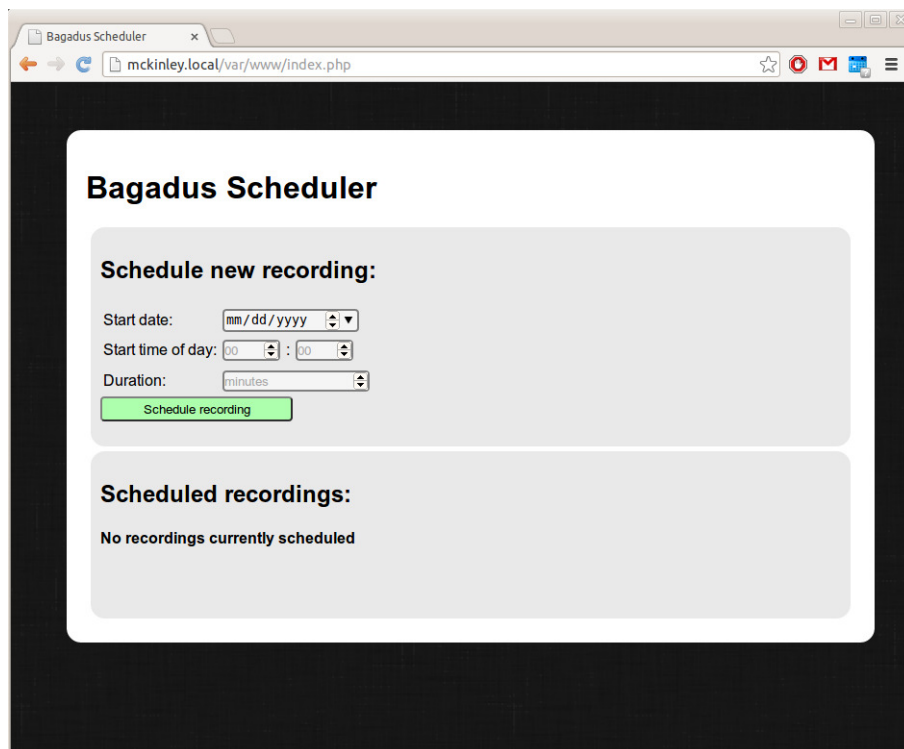 Bagadus Scheduler
mckinley.local/var/www/index.php
Bagadus Scheduler
Schedule new recording:
Start date: mm/dd/yyyy
Start time of day: 00 : 00
Duration: minutes
Schedule recording
Scheduled recordings:
No recordings currently scheduled